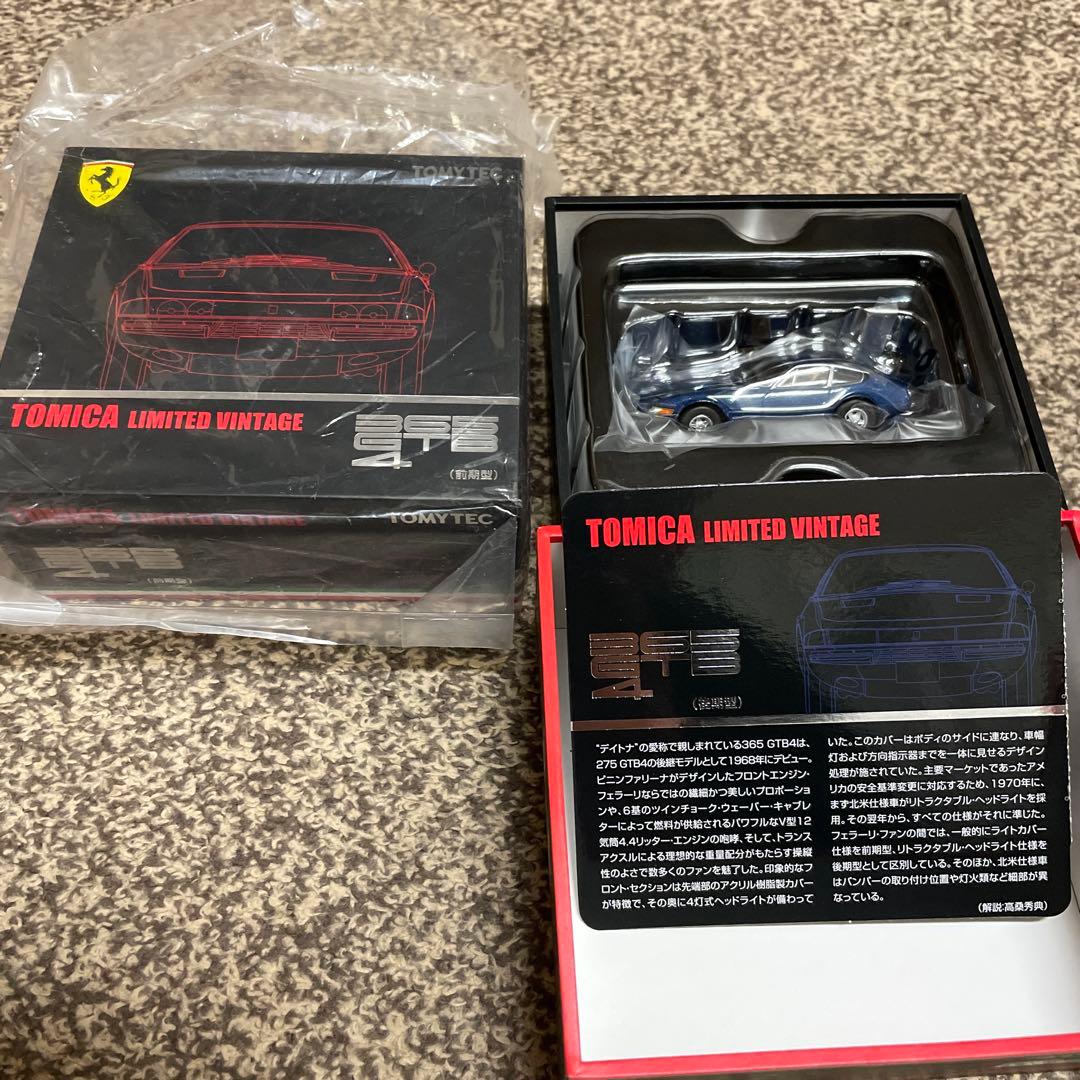 TOMYTEC
TOMICA LIMITED VINTAGE
365
GTB
4
(前期型)
TOMICA LIMITED VINTAGE
TOMYTEC
365
GTB
4
(前期型)
TOMICA LIMITED VINTAGE
365
GTB
4
(後期型)
“デイトナ”の愛称で親しまれている365 GTB4は、
275 GTB4の後継モデルとして1968年にデビュー。
ピニンファリーナがデザインしたフロントエンジン・
フェラーリならではの繊細かつ美しいプロポーショ
ンや、6基のツインチョーク・ウェーバー・キャブレ
ターによって燃料が供給されるパワフルなV型12
気筒4.4リッター・エンジンの咆哮、そして、トランス
アクスルによる理想的な重量配分がもたらす操縦
性のよさで数多くのファンを魅了した。印象的なフ
ロント・セクションは先端部のアクリル樹脂製カバー
が特徴で、その奥に4灯式ヘッドライトが備わって
いた。このカバーはボディのサイドに連なり、車幅
灯および方向指示器までを一体に見せるデザイン
処理が施されていた。主要マーケットであったアメ
リカの安全基準変更に対応するため、1970年に、
まず北米仕様車がリトラクタブル・ヘッドライトを採
用。その翌年から、すべての仕様がそれに準じた。
フェラーリ・ファンの間では、一般的にライトカバー
仕様を前期型、リトラクタブル・ヘッドライト仕様を
後期型として区別している。そのほか、北米仕様車
はバンパーの取り付け位置や灯火類など細部が異
なっている。
(解説:高桑秀典)